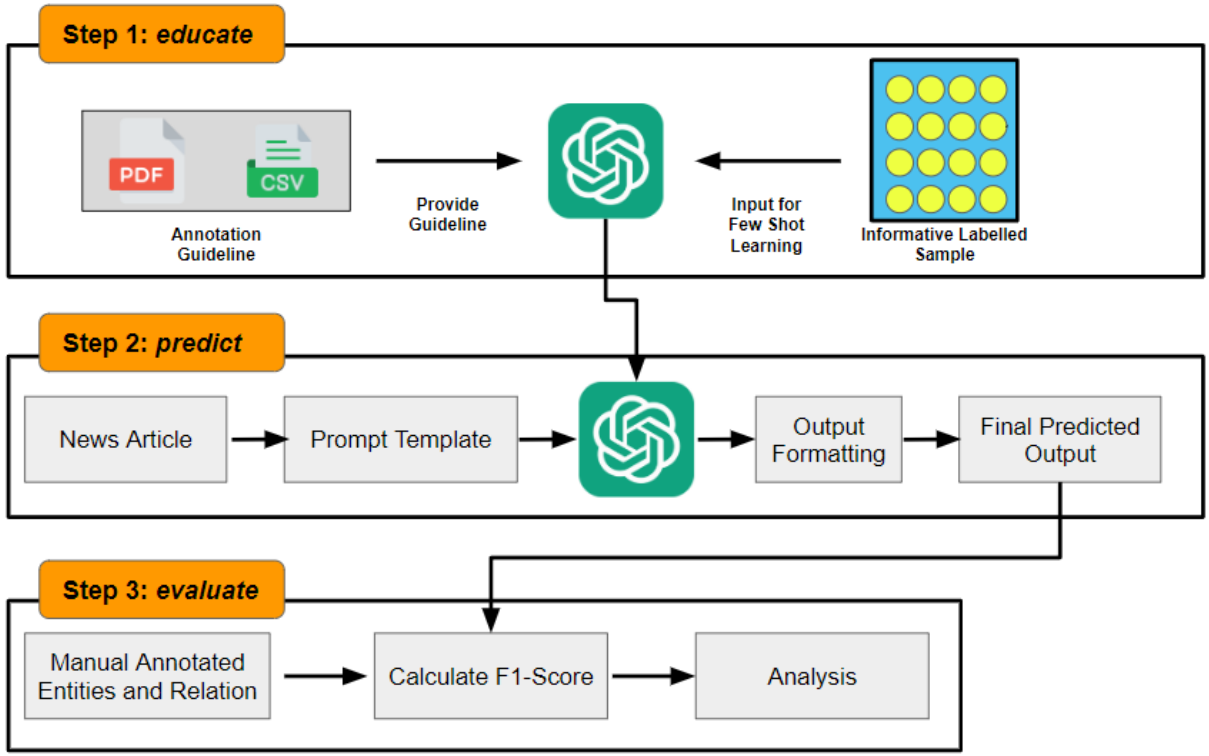 Step 1: educate
PDF
CSV
Annotation
Guideline
Provide
Guideline
Input for
Few Shot
Learning
Informative Labelled
Sample
Step 2: predict
News Article
Prompt Template
Output
Formatting
Final Predicted
Output
Step 3: evaluate
Manual Annotated
Entities and Relation
Calculate F1-Score
Analysis